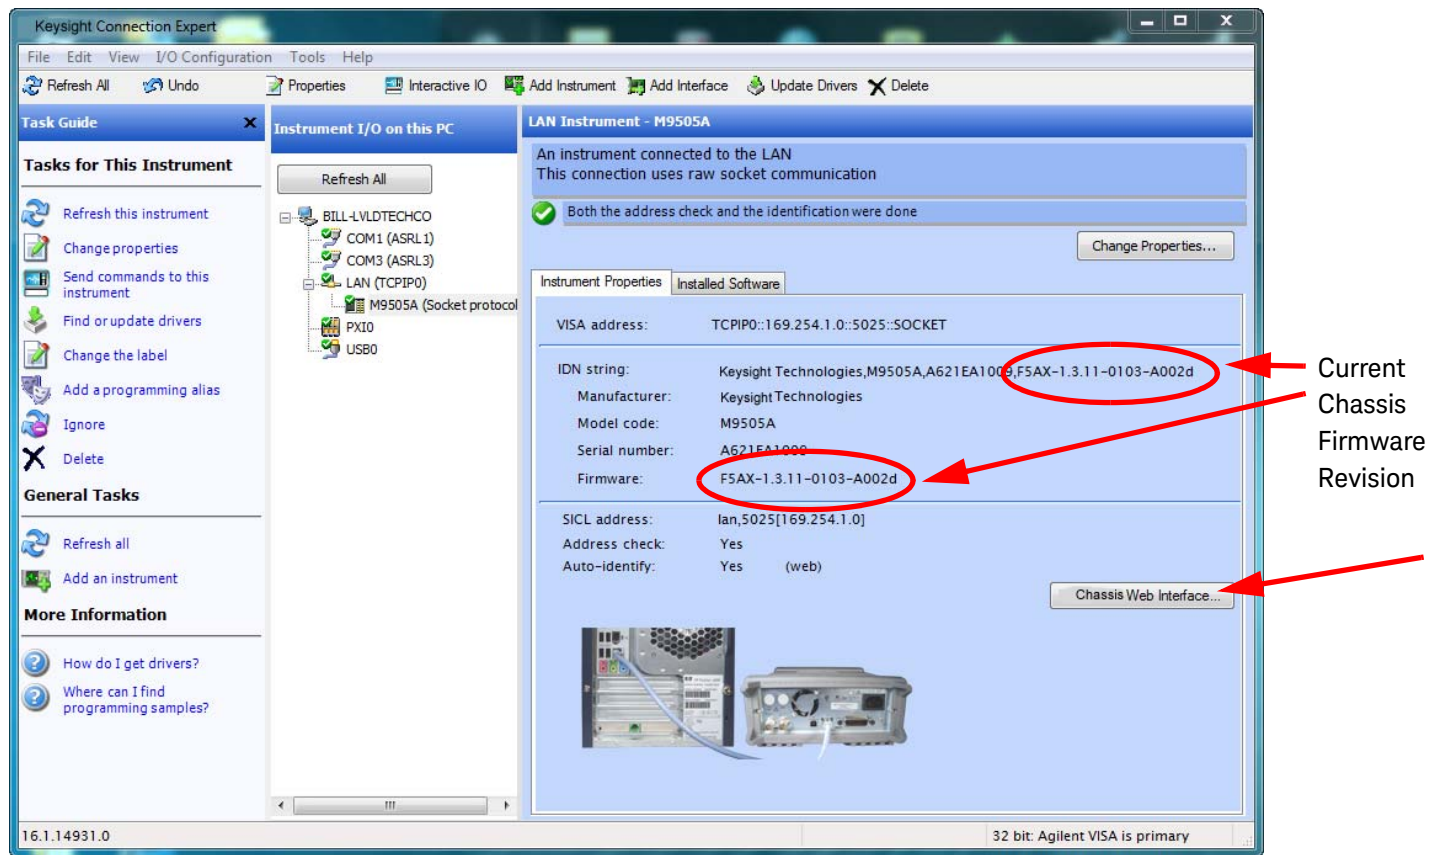 Keysight Connection Expert
File Edit View I/O Configuration Tools Help
Refresh All Undo Properties Interactive IO Add Instrument Add Interface Update Drivers Delete
Task Guide
Tasks for This Instrument
Refresh this instrument
Change properties
Send commands to this
instrument
Find or update drivers
Change the label
Add a programming alias
Ignore
Delete
General Tasks
Refresh all
Add an instrument
More Information
How do I get drivers?
Where can I find
programming samples?
Instrument I/O on this PC
Refresh All
BILL-LVLDTECHCO
COM1 (ASRL1)
COM3 (ASRL3)
LAN (TCPIP0)
M9505A (Socket protocol
PXI0
USB0
LAN Instrument - M9505A
An instrument connected to the LAN
This connection uses raw socket communication
Both the address check and the identification were done
Change Properties...
Instrument Properties Installed Software
VISA address: TCPIP0::169.254.1.0::5025::SOCKET
IDN string: Keysight Technologies,M9505A,A621EA1009,F5AX-1.3.11-0103-A002d
Manufacturer: Keysight Technologies
Model code: M9505A
Serial number: A621EA1009
Firmware: F5AX-1.3.11-0103-A002d
SICL address: lan,5025[169.254.1.0]
Address check: Yes
Auto-identify: Yes (web)
Chassis Web Interface...
Current
Chassis
Firmware
Revision
16.1.14931.0
32 bit: Agilent VISA is primary